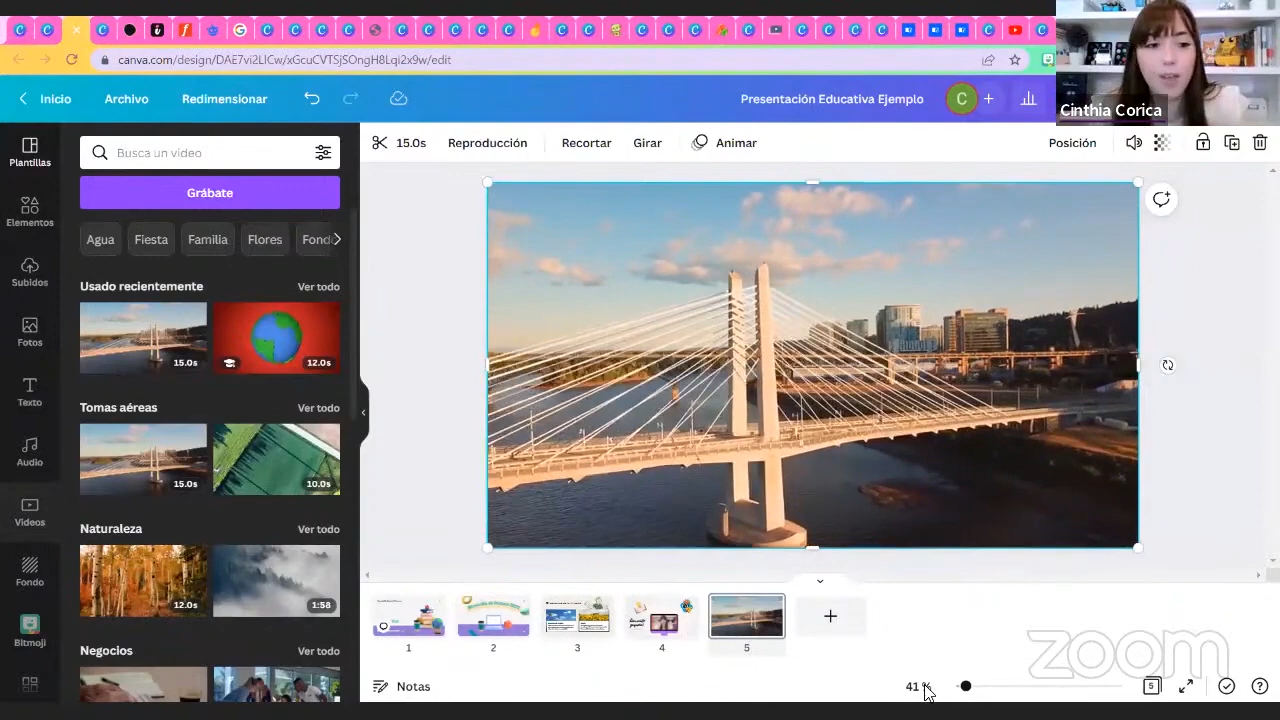 canva.com/design/DAE7vi2LlCw/xGcuCVTSjSOngH8Lqi2Kwg/edit
Inicio
Archivo
Redimensionar
Presentación Educativa Ejemplo
C
Cinthia Corica
Plantillas
Elementos
Subidos
Fotos
Texto
Audio
Videos
Fondo
Bitmoji
Busca un video
Grábate
Agua
Fiesta
Familia
Flores
Fond
Usado recientemente
Ver todo
15.0s
12.0s
Tomas aéreas
Ver todo
15.0s
10.0s
Naturaleza
Ver todo
12.0s
1:58
Negocios
Ver todo
15.0s
Reproducción
Recortar
Girar
Animar
Posición
1
2
3
4
5
Notas
41 %
5
zoom